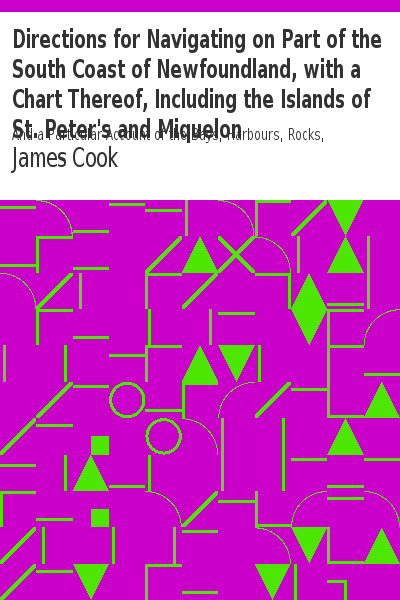 Directions for Navigating on Part of the
South Coast of Newfoundland, with a
Chart Thereof, Including the Islands of
St. Peter's and Miquelon
And a Particular Account of the Bays, Harbours, Rocks,
James Cook